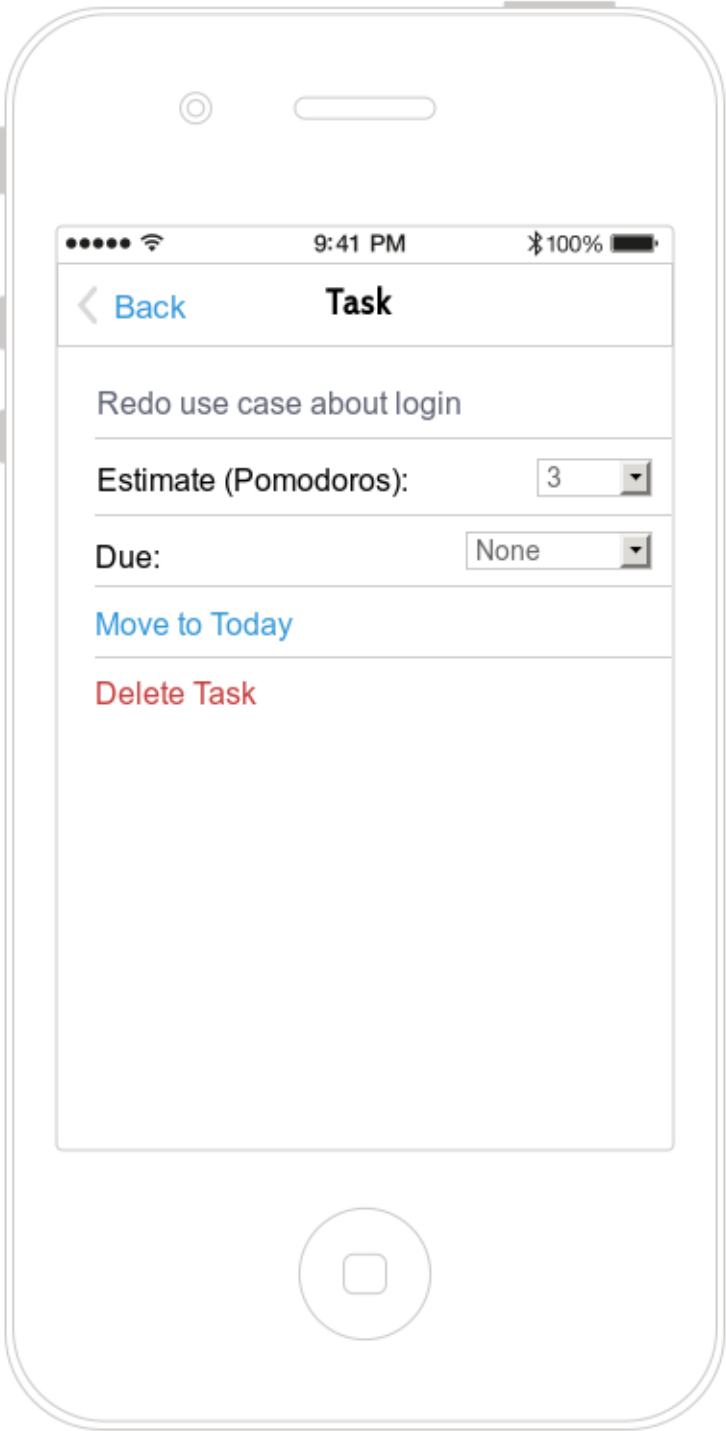 9:41 PM 100%
Back Task
Redo use case about login
Estimate (Pomodoros): 3
Due: None
Move to Today
Delete Task